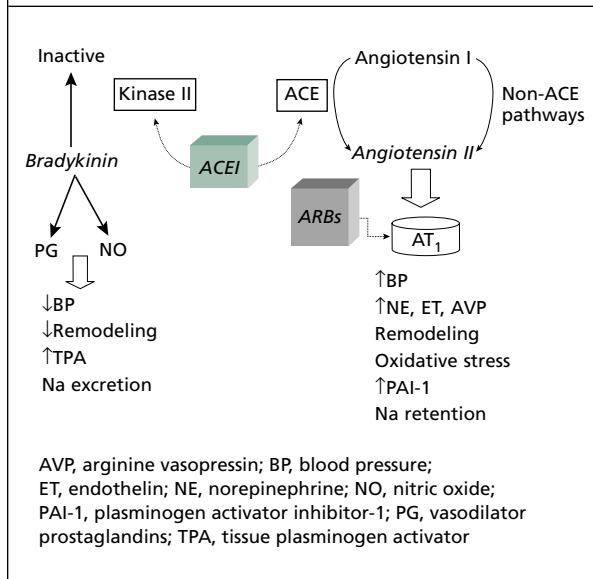 Inactive
Kinase II
ACE
Angiotensin I
Non-ACE
pathways
Bradykinin
ACEI
Angiotensin II
ARBs
AT₁
PG
NO
↓BP
↓Remodeling
↑TPA
Na excretion
↑BP
↑NE, ET, AVP
Remodeling
Oxidative stress
↑PAI-1
Na retention
AVP, arginine vasopressin; BP, blood pressure;
ET, endothelin; NE, norepinephrine; NO, nitric oxide;
PAI-1, plasminogen activator inhibitor-1; PG, vasodilator
prostaglandins; TPA, tissue plasminogen activator